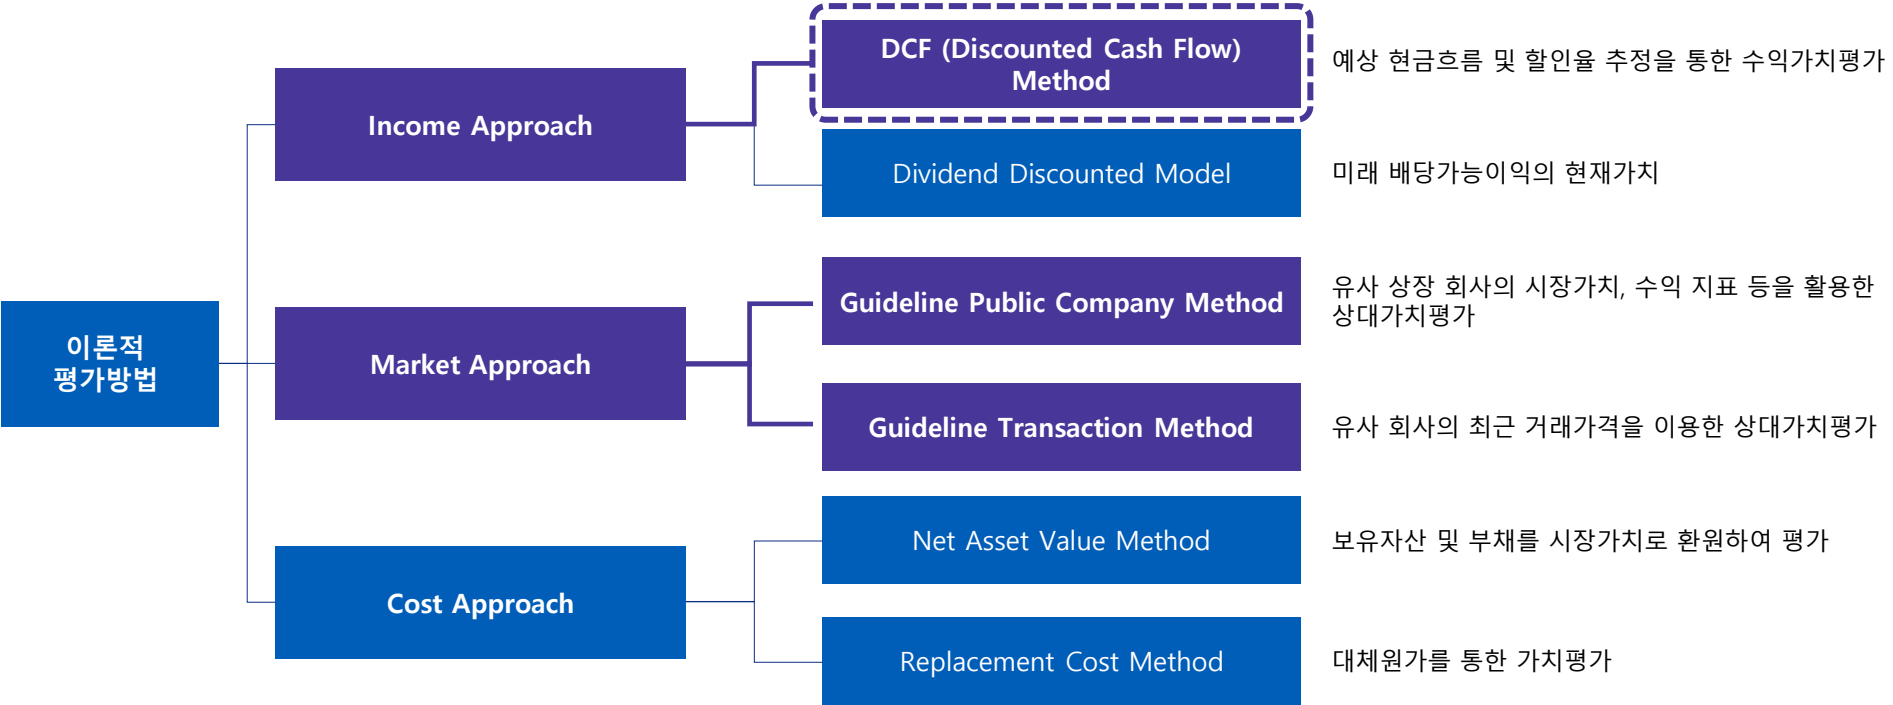 이론적
평가방법
Income Approach
DCF (Discounted Cash Flow)
Method
예상 현금흐름 및 할인율 추정을 통한 수익가치평가
Dividend Discounted Model
미래 배당가능이익의 현재가치
Market Approach
Guideline Public Company Method
유사 상장 회사의 시장가치, 수익 지표 등을 활용한
상대가치평가
Guideline Transaction Method
유사 회사의 최근 거래가격을 이용한 상대가치평가
Cost Approach
Net Asset Value Method
보유자산 및 부채를 시장가치로 환원하여 평가
Replacement Cost Method
대체원가를 통한 가치평가